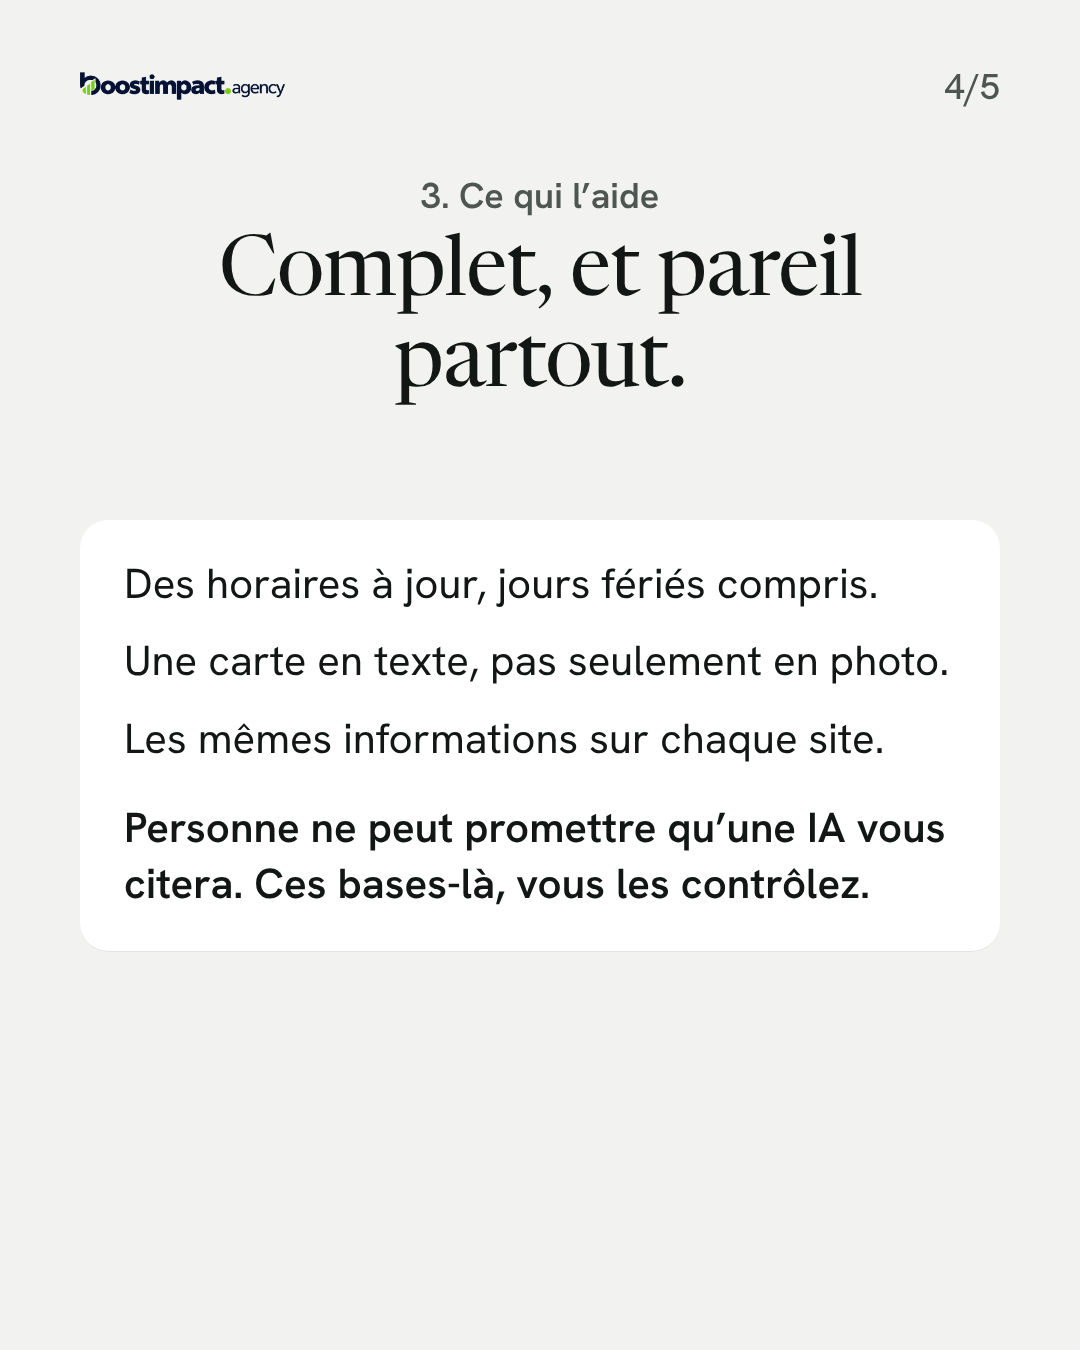 boostimpact.agency
4/5
3. Ce qui l’aide
Complet, et pareil
partout.
Des horaires à jour, jours fériés compris.
Une carte en texte, pas seulement en photo.
Les mêmes informations sur chaque site.
Personne ne peut promettre qu’une IA vous
citera. Ces bases-là, vous les contrôlez.